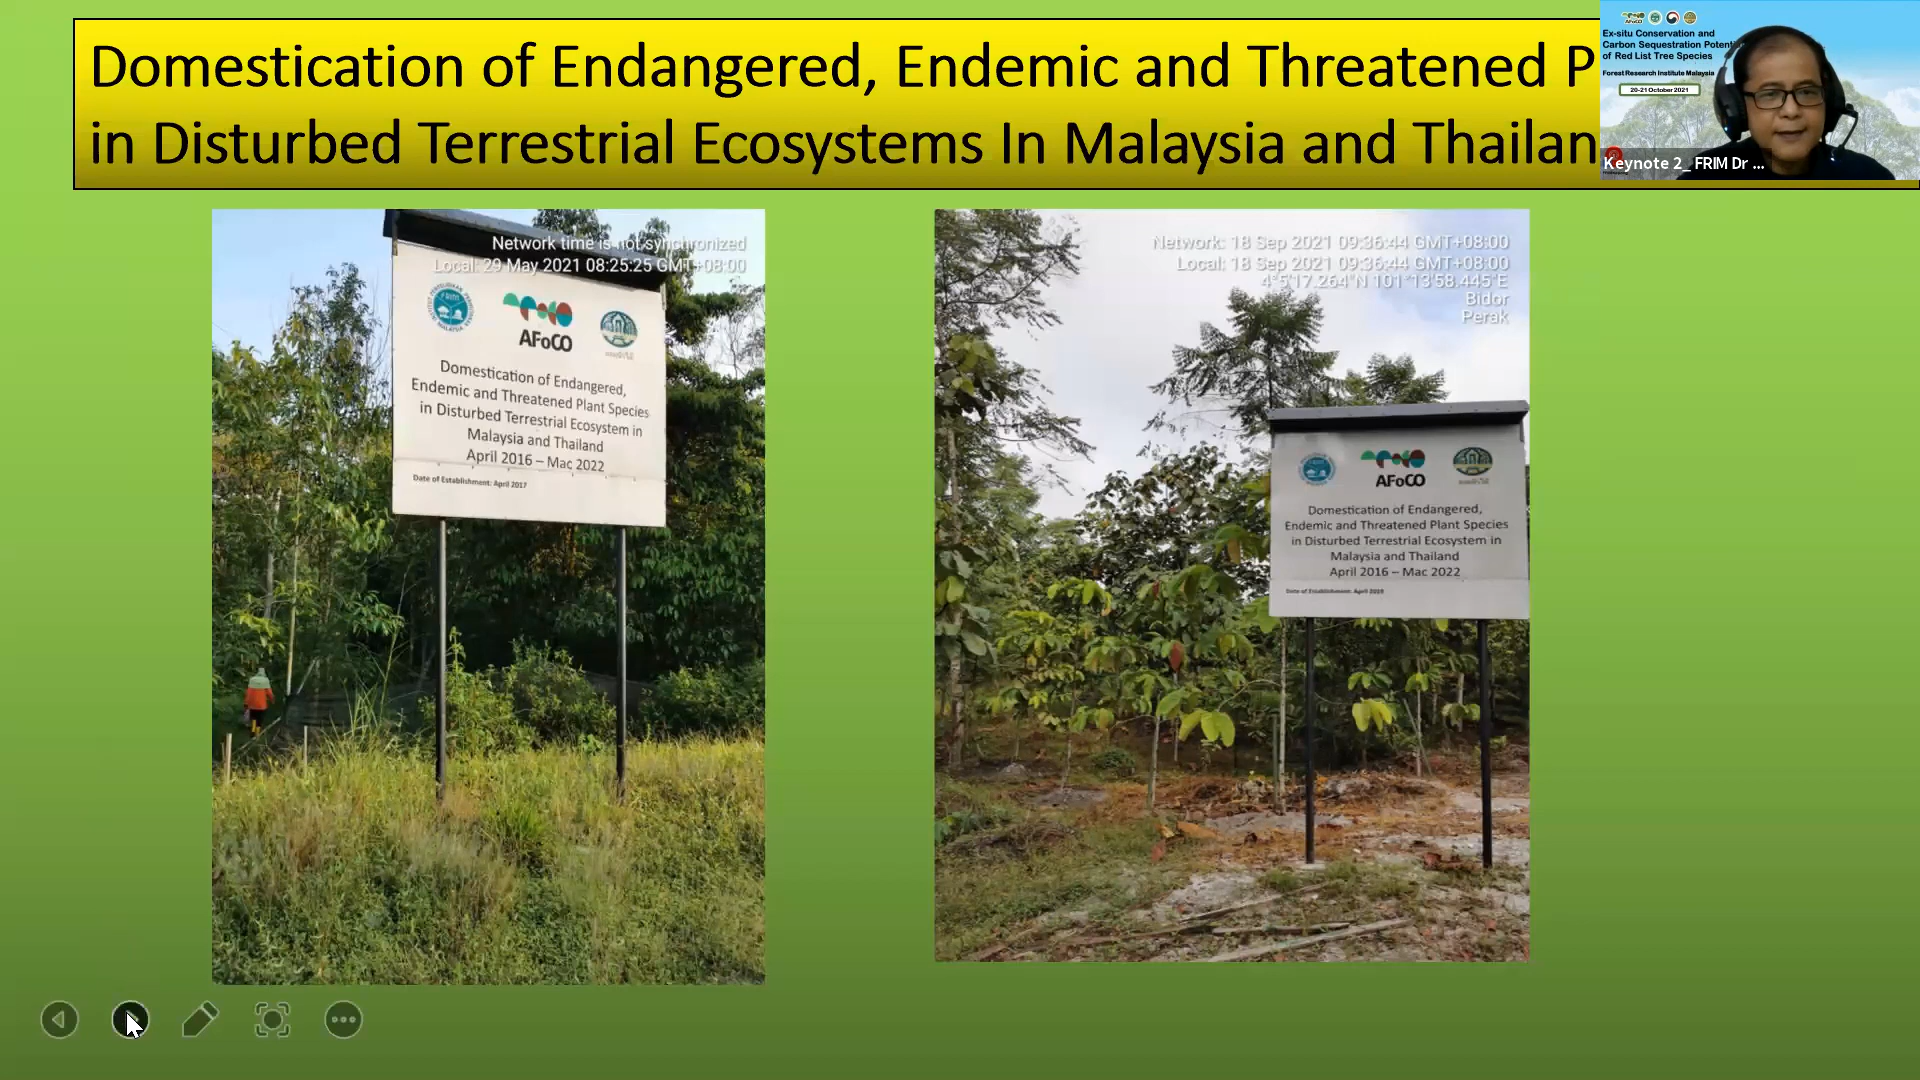 Domestication of Endangered, Endemic and Threatened P
in Disturbed Terrestrial Ecosystems In Malaysia and Thailan
Ex-situ Conservation and
Carbon Sequestration Potent
of Red List Tree Species
Forest Research Institute Malaysia
20-21 October 2021
Keynote 2_ FRIM Dr ...
Network time is not synchronized
Local: 29 May 2021 08:25:25 GMT+08:00
FRIM
AFoCO
Domestication of Endangered,
Endemic and Threatened Plant Species
in Disturbed Terrestrial Ecosystem in
Malaysia and Thailand
April 2016 – Mac 2022
Date of Establishment: April 2017
Network: 18 Sep 2021 09:36:44 GMT+08:00
Local: 18 Sep 2021 09:36:44 GMT+08:00
4°5'17.264"N 101°13'58.445"E
Bidor
Perak
AFoCO
Domestication of Endangered,
Endemic and Threatened Plant Species
in Disturbed Terrestrial Ecosystem in
Malaysia and Thailand
April 2016 – Mac 2022
Date of Establishment: April 2019